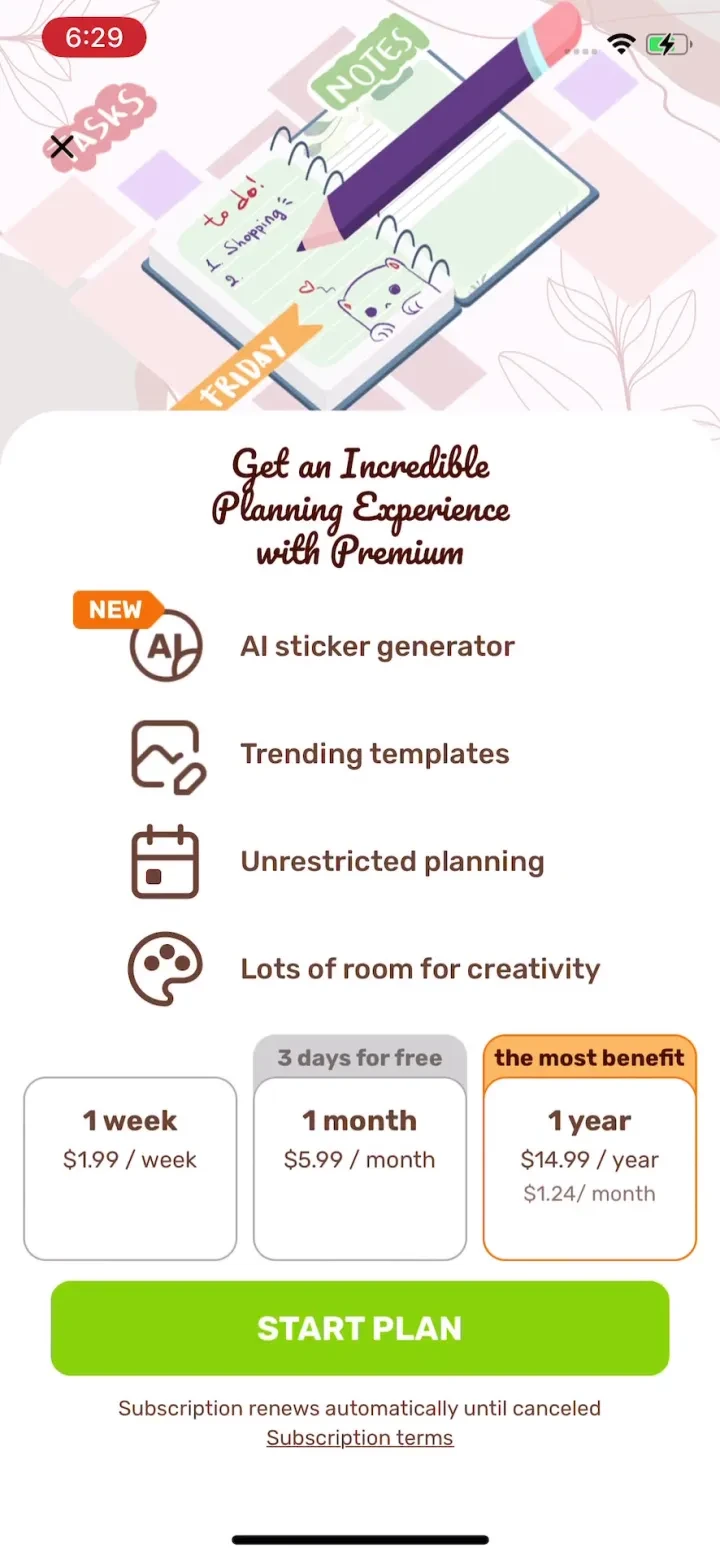 6:29
NOTES
TASKS
to do!
1. Shopping
2.
FRIDAY
Get an Incredible
Planning Experience
with Premium
NEW
AI
AI sticker generator
Trending templates
Unrestricted planning
Lots of room for creativity
1 week
$1.99 / week
3 days for free
1 month
$5.99 / month
the most benefit
1 year
$14.99 / year
$1.24/ month
START PLAN
Subscription renews automatically until canceled
Subscription terms